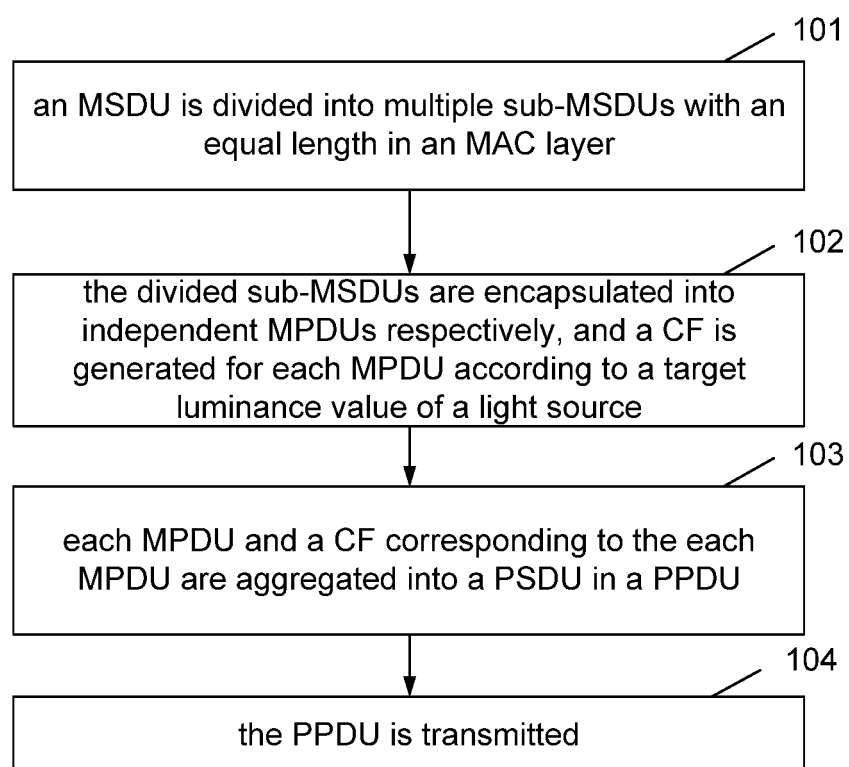 101
an MSDU is divided into multiple sub-MSDUs with an
equal length in an MAC layer
102
the divided sub-MSDUs are encapsulated into
independent MPDUs respectively, and a CF is
generated for each MPDU according to a target
luminance value of a light source
103
each MPDU and a CF corresponding to the each
MPDU are aggregated into a PSDU in a PPDU
104
the PPDU is transmitted